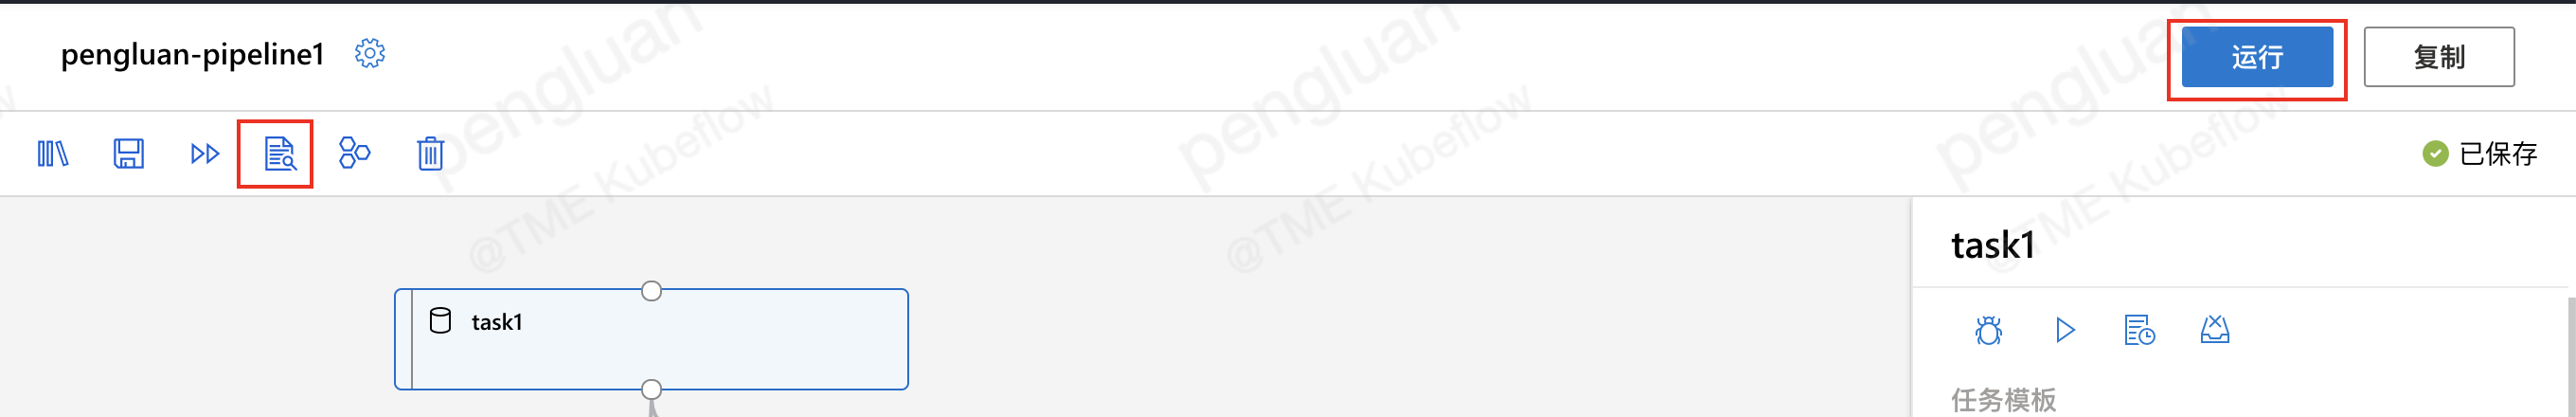 pengluan-pipeline1
运行
复制
已保存
task1
task1
任务模板
pengluan
@TME Kubeflow
pengluan
@TME Kubeflow
pengluan
@TME Kubeflow